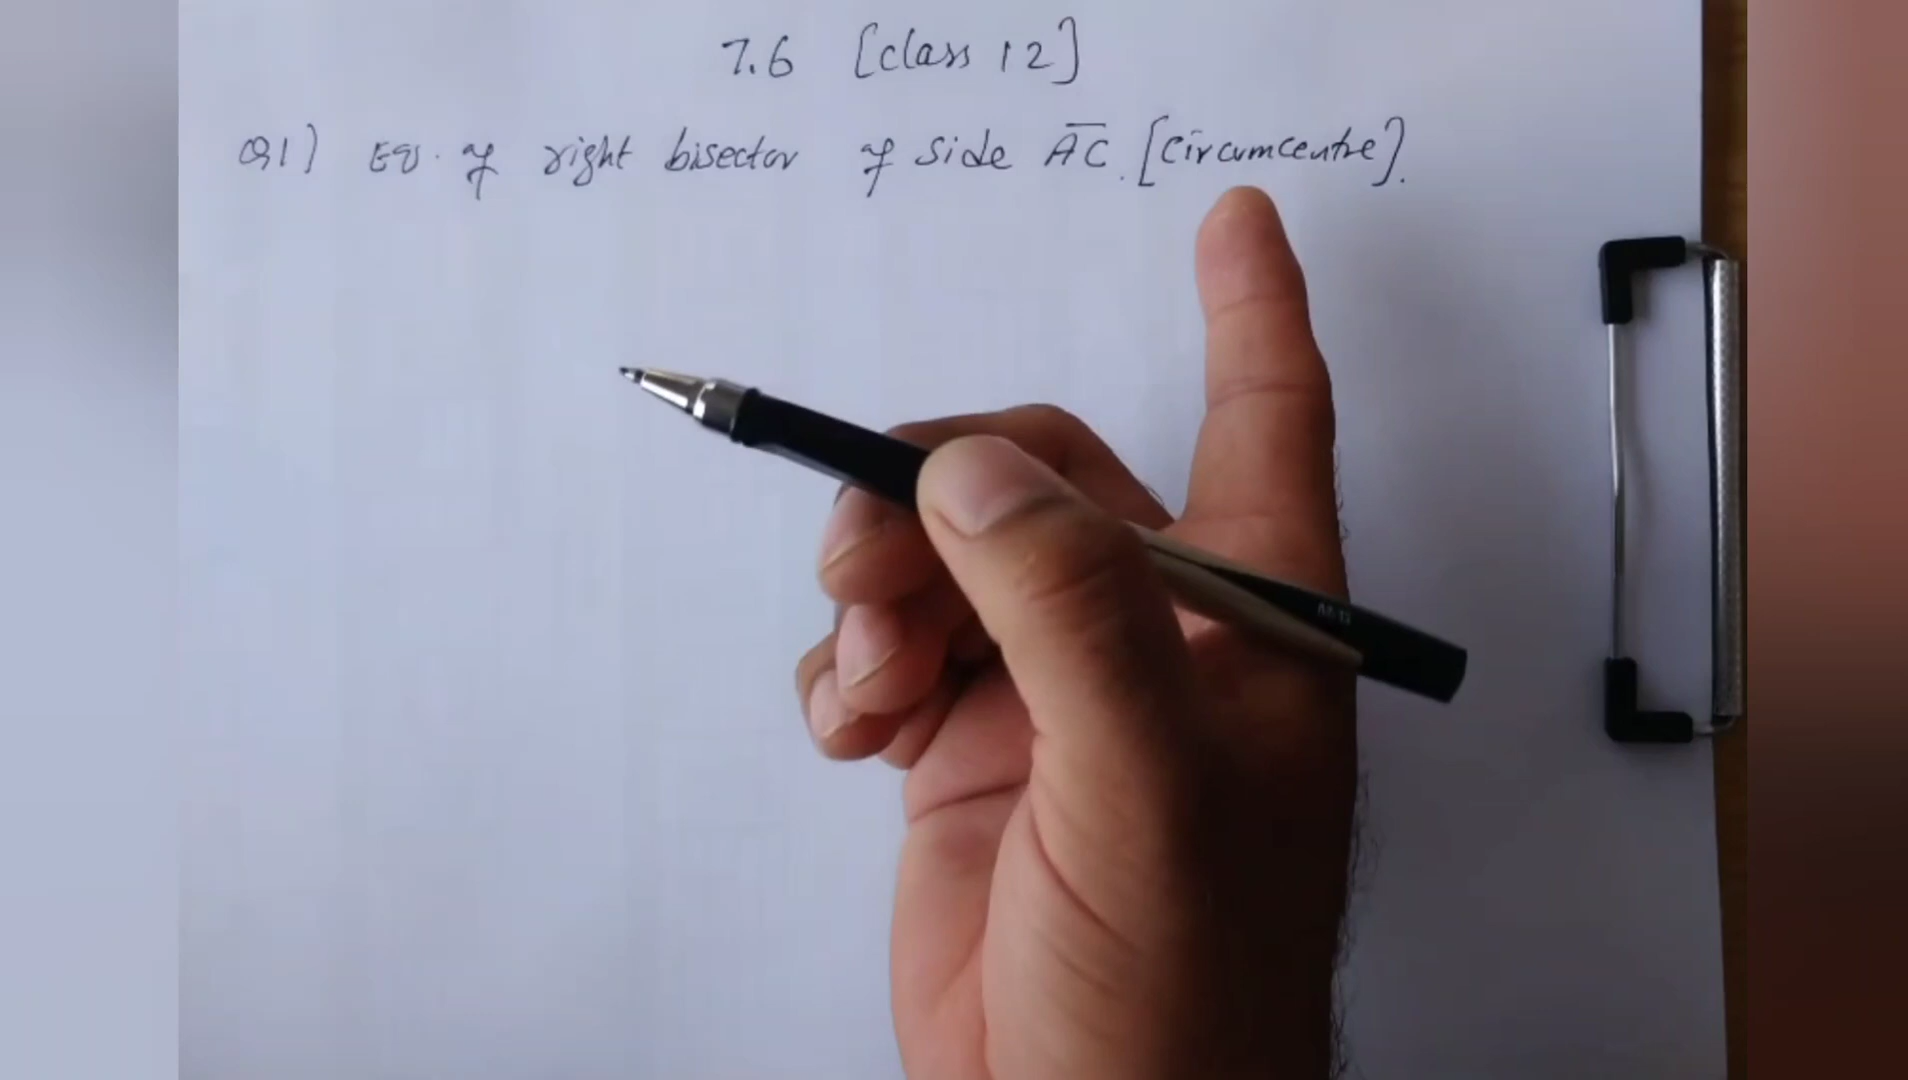 7.6 [class 12]
Q1) Eq. of right bisector of side AC. [Circumcentre].